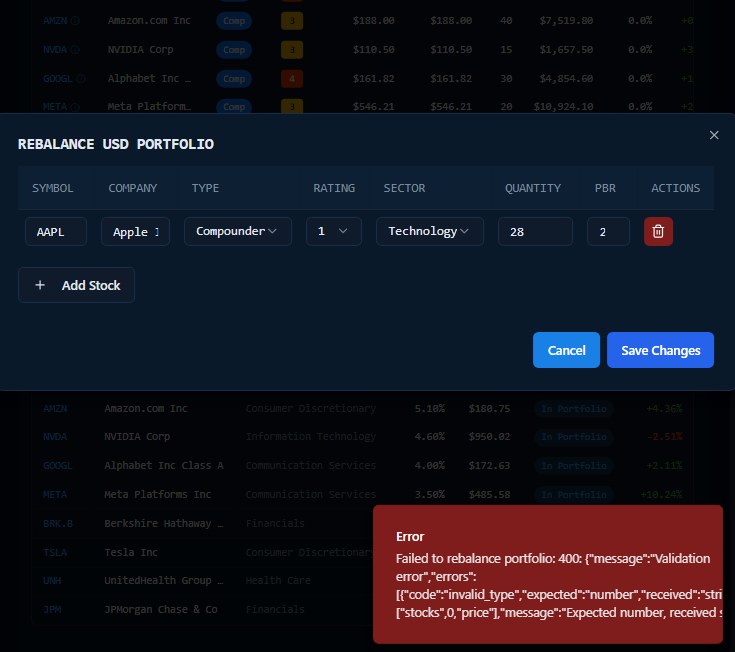 AMZN Amazon.com Inc Comp 3 $188.00 $188.00 40 $7,519.80 0.0% +0
NVDA NVIDIA Corp Comp 3 $110.50 $110.50 15 $1,657.50 0.0% +3
GOOGL Alphabet Inc … Comp 4 $161.82 $161.82 30 $4,854.60 0.0% +1
META Meta Platform… Comp 3 $546.21 $546.21 20 $10,924.10 0.0% +2
REBALANCE USD PORTFOLIO
SYMBOL COMPANY TYPE RATING SECTOR QUANTITY PBR ACTIONS
AAPL Apple I Compounder 1 Technology 28 2
+ Add Stock
Cancel Save Changes
AMZN Amazon.com Inc Consumer Discretionary 5.10% $180.75 In Portfolio +4.36%
NVDA NVIDIA Corp Information Technology 4.60% $950.02 In Portfolio -2.51%
GOOGL Alphabet Inc Class A Communication Services 4.00% $172.63 In Portfolio +2.11%
META Meta Platforms Inc Communication Services 3.50% $485.58 In Portfolio +10.24%
BRK.B Berkshire Hathaway … Financials
TSLA Tesla Inc Consumer Discretionary
UNH UnitedHealth Group … Health Care
JPM JPMorgan Chase & Co Financials
Error
Failed to rebalance portfolio: 400: {"message":"Validation
error","errors":
[{"code":"invalid_type","expected":"number","received":"stri
["stocks",0,"price"],"message":"Expected number, received s